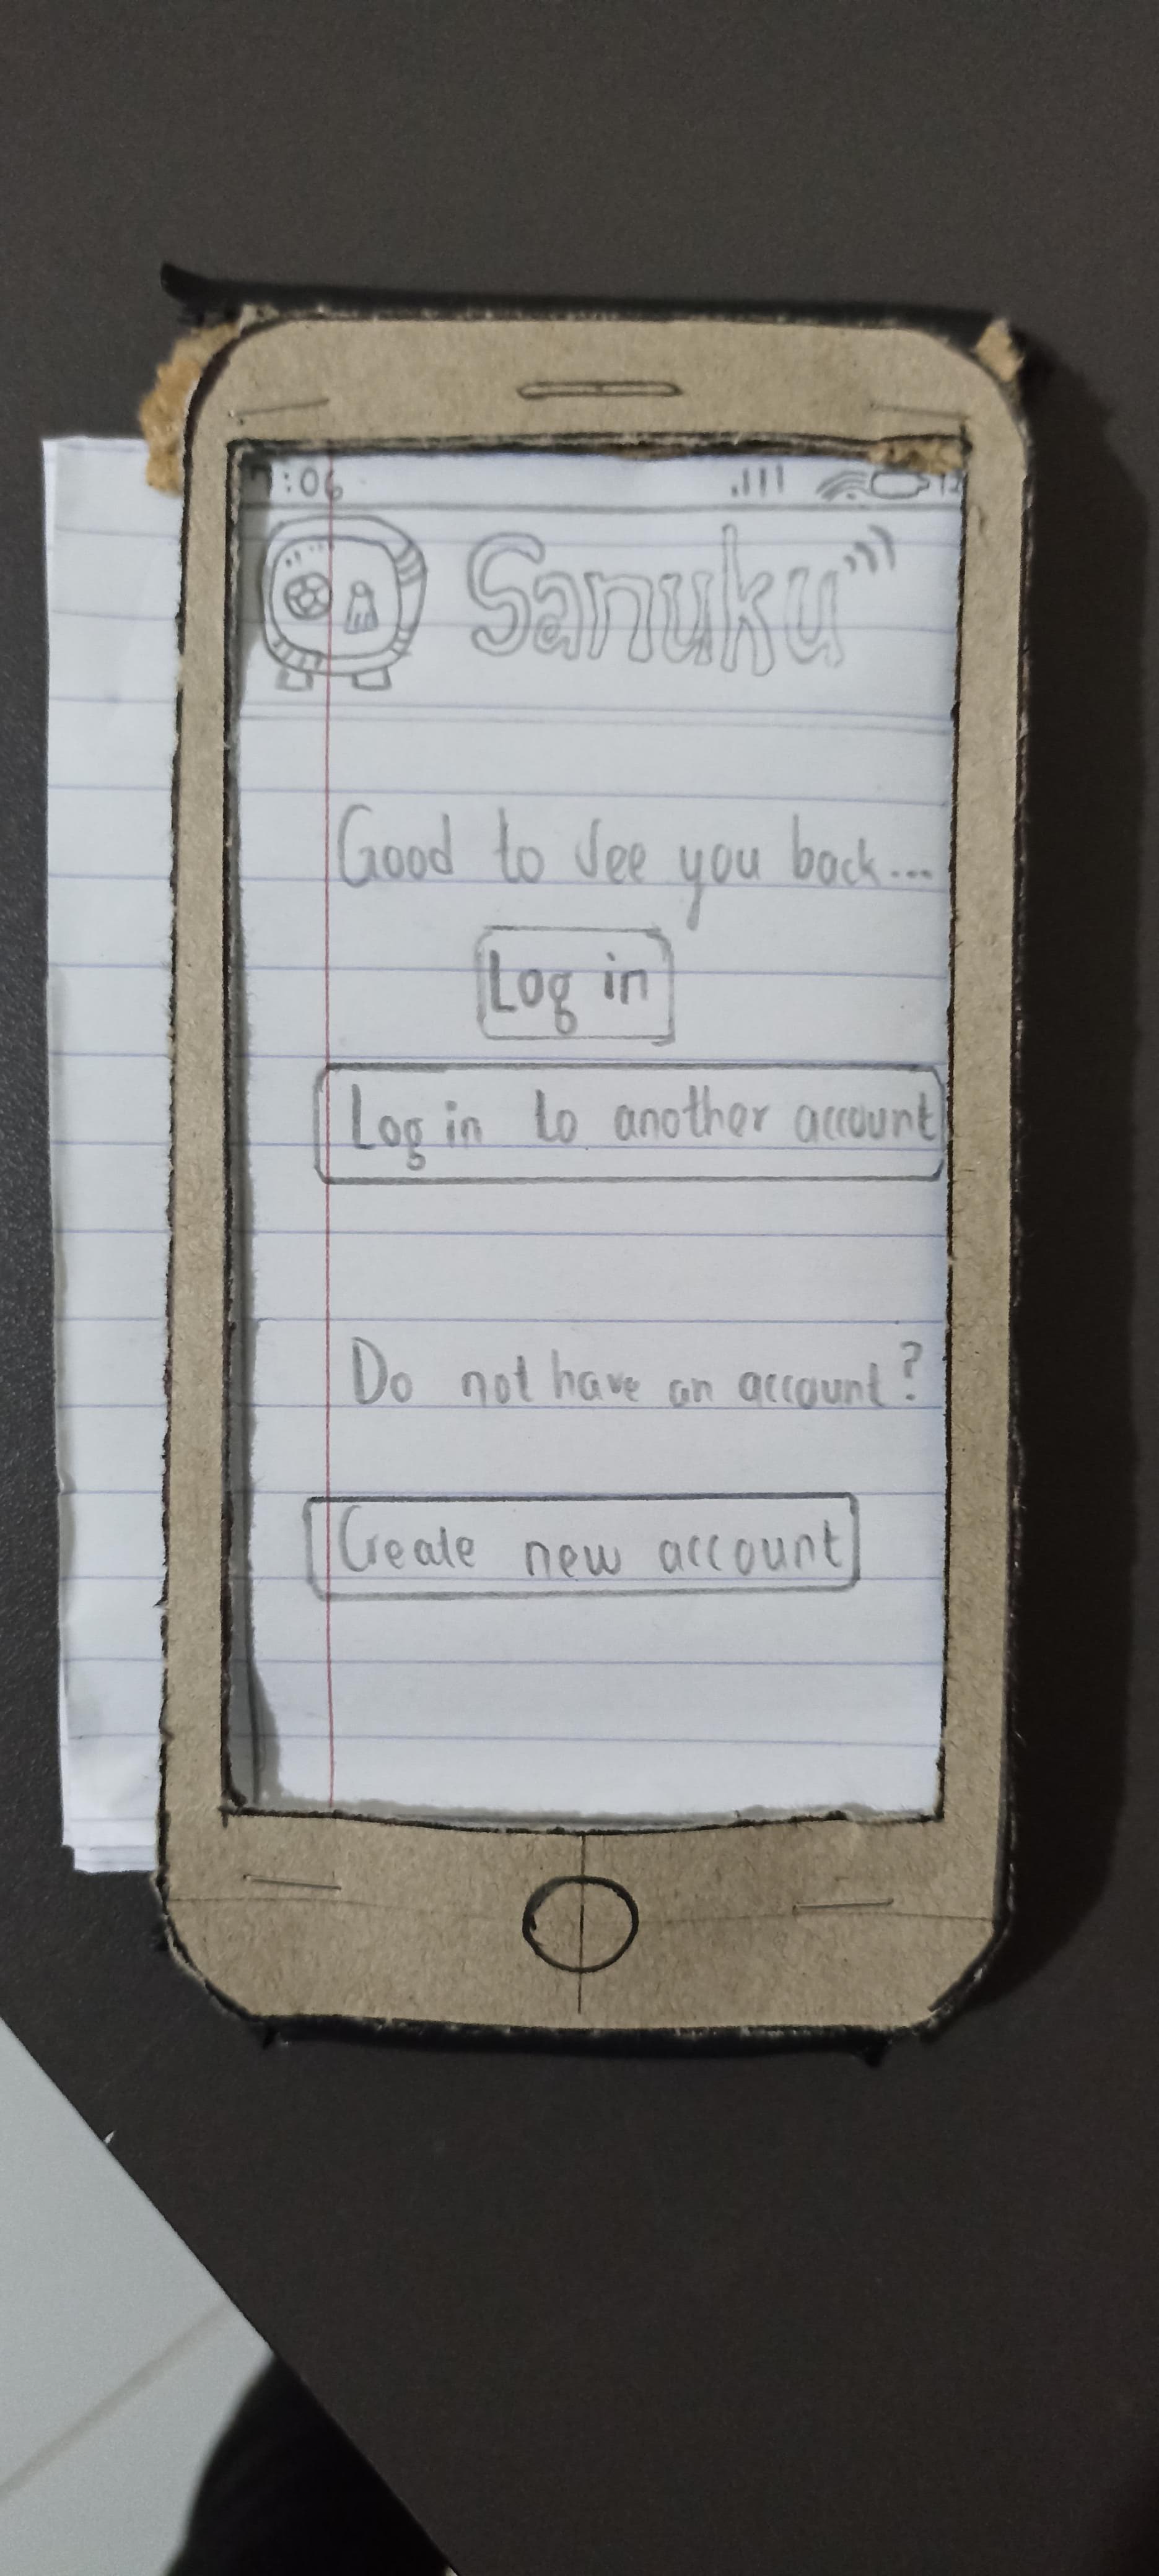 :06 12
Sanuku
Good to see you back...
Log in
Log in to another account
Do not have an account?
Create new account